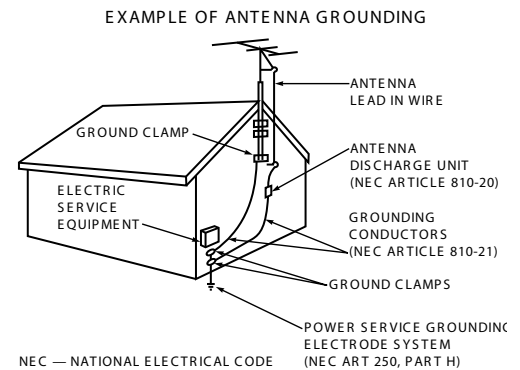 EXAMPLE OF ANTENNA GROUNDING
ANTENNA
LEAD IN WIRE
GROUND CLAMP
ANTENNA
DISCHARGE UNIT
(NEC ARTICLE 810-20)
ELECTRIC
SERVICE
EQUIPMENT
GROUNDING
CONDUCTORS
(NEC ARTICLE 810-21)
GROUND CLAMPS
POWER SERVICE GROUNDING
ELECTRODE SYSTEM
(NEC ART 250, PART H)
NEC — NATIONAL ELECTRICAL CODE